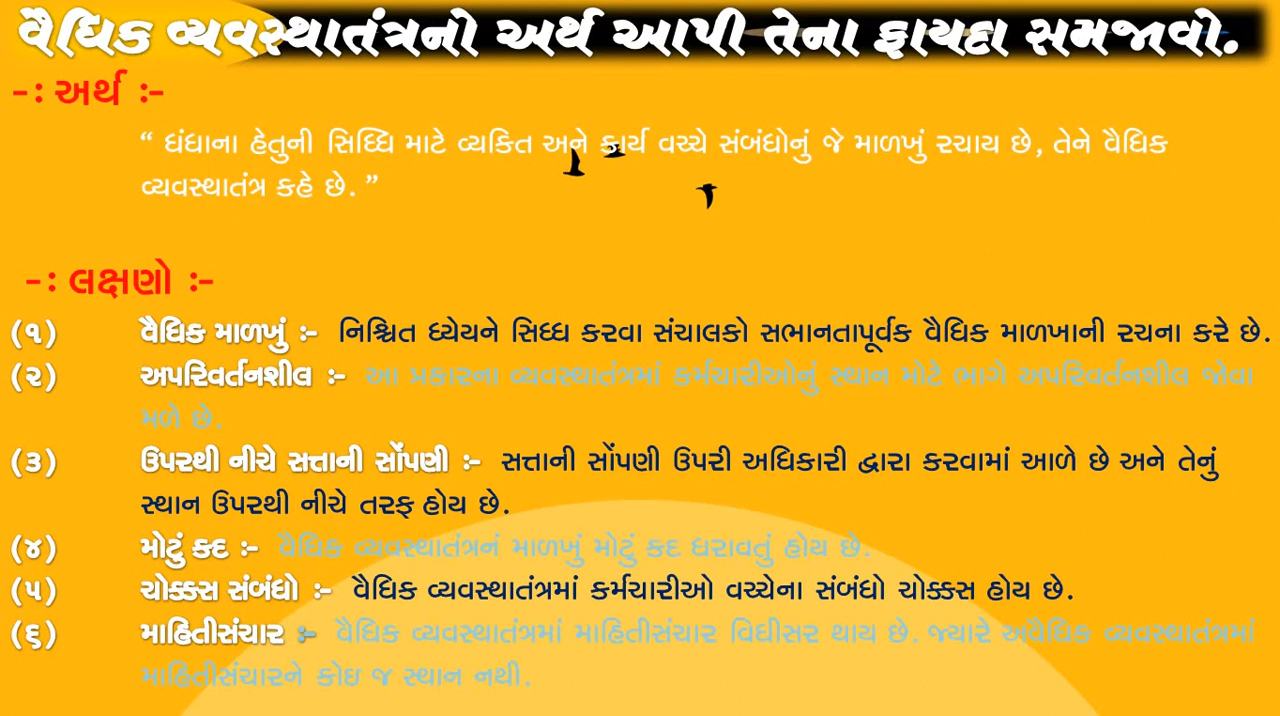 વૈધિક વ્યવસ્થાતંત્રનો અર્થ આપી તેના ફાયદા સમજાવો.
-: અર્થ :-
“ ધંધાના હેતુની સિધ્ધિ માટે વ્યકિત અને કાર્ય વચ્ચે સંબંધોનું જે માળખું રચાય છે, તેને વૈધિક
વ્યવસ્થાતંત્ર કહે છે. ”
-: લક્ષણો :-
(૧) વૈધિક માળખું :- નિશ્ચિત ધ્યેયને સિધ્ધ કરવા સંચાલકો સભાનતાપૂર્વક વૈધિક માળખાની રચના કરે છે.
(૨) અપરિવર્તનશીલ :- આ પ્રકારના વ્યવસ્થાતંત્રમાં કર્મચારીઓનું સ્થાન મોટે ભાગે અપરિવર્તનશીલ જોવા
મળે છે.
(૩) ઉપરથી નીચે સત્તાની સોંપણી :- સત્તાની સોંપણી ઉપરી અધિકારી દ્વારા કરવામાં આળે છે અને તેનું
સ્થાન ઉપરથી નીચે તરફ હોય છે.
(૪) મોટું કદ :- વૈધિક વ્યવસ્થાતંત્રનં માળખું મોટું કદ ધરાવતું હોય છે.
(૫) ચોક્કસ સંબંધો :- વૈધિક વ્યવસ્થાતંત્રમાં કર્મચારીઓ વચ્ચેના સંબંધો ચોક્કસ હોય છે.
(૬) માહિતીસંચાર :- વૈધિક વ્યવસ્થાતંત્રમાં માહિતીસંચાર વિધીસર થાય છે. જ્યારે અવૈધિક વ્યવસ્થાતંત્રમાં
માહિતીસંચારને કોઇ જ સ્થાન નથી.